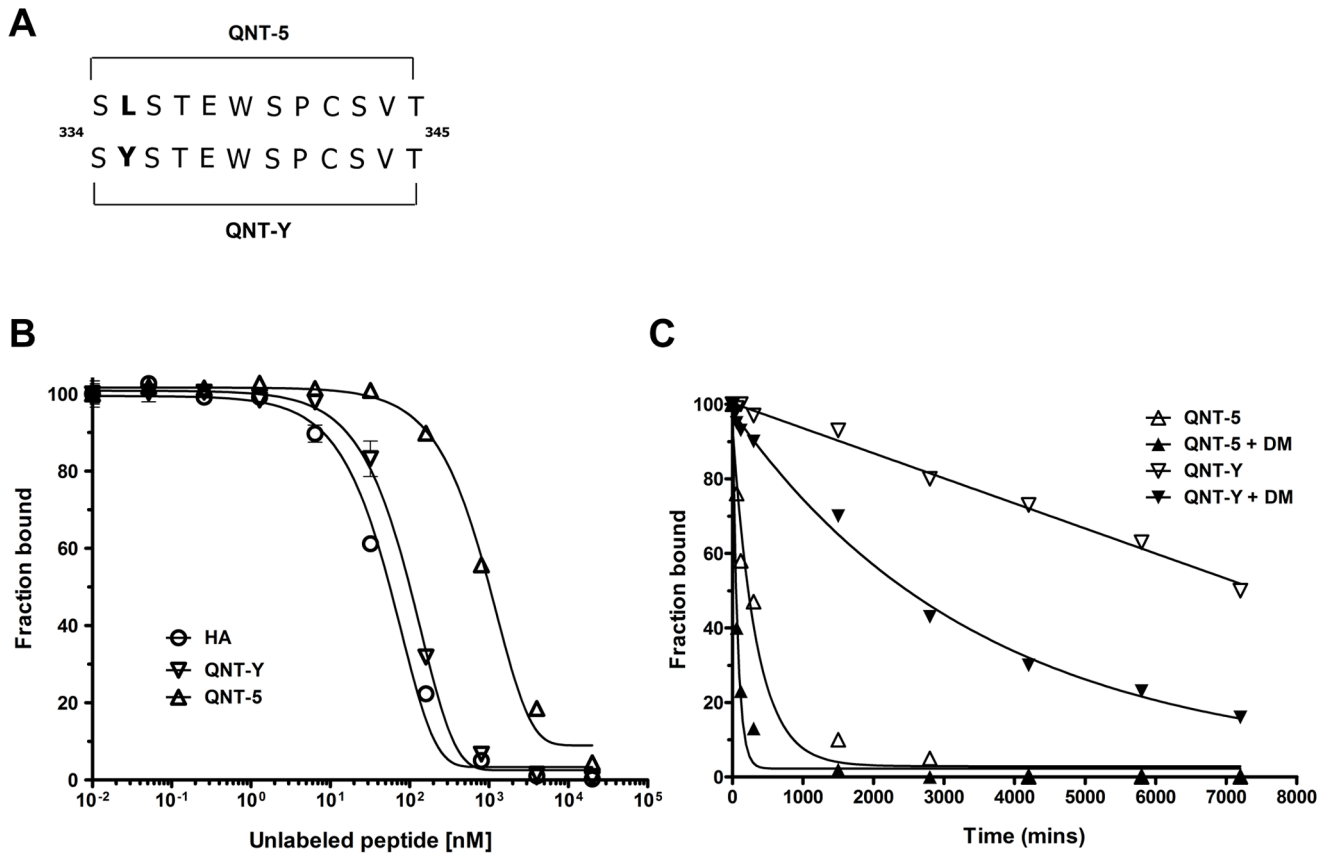 A
QNT-5
S L S T E W S P C S V T
334 345
S Y S T E W S P C S V T
QNT-Y
B
Fraction bound
100
80
60
40
20
0
HA
QNT-Y
QNT-5
10-2 10-1 100 101 102 103 104 105
Unlabeled peptide [nM]
C
Fraction bound
100
80
60
40
20
0
QNT-5
QNT-5 + DM
QNT-Y
QNT-Y + DM
0 1000 2000 3000 4000 5000 6000 7000 8000
Time (mins)